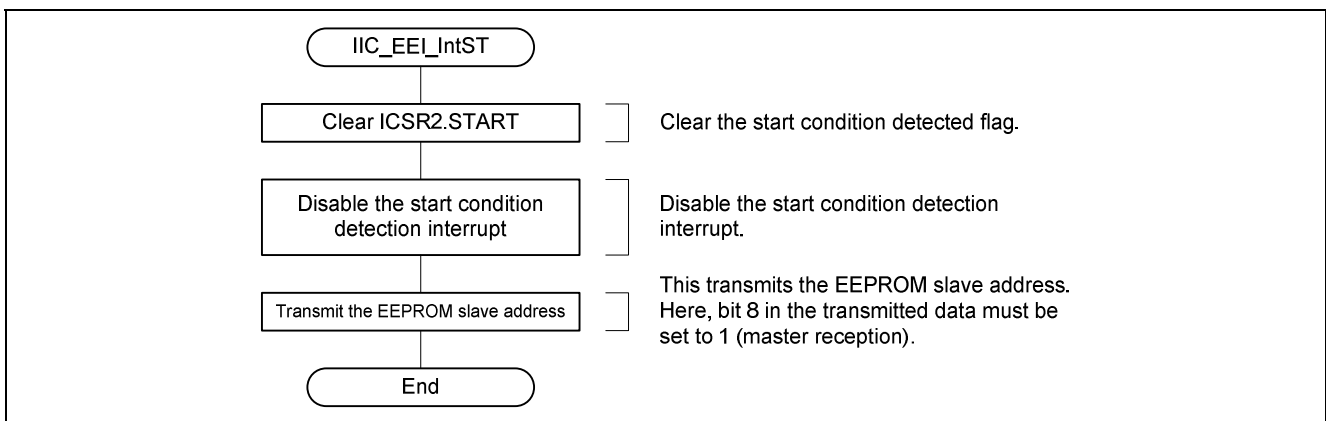 IIC_EEI_IntST
Clear ICSR2.START
Clear the start condition detected flag.
Disable the start condition
detection interrupt
Disable the start condition detection
interrupt.
Transmit the EEPROM slave address
This transmits the EEPROM slave address.
Here, bit 8 in the transmitted data must be
set to 1 (master reception).
End